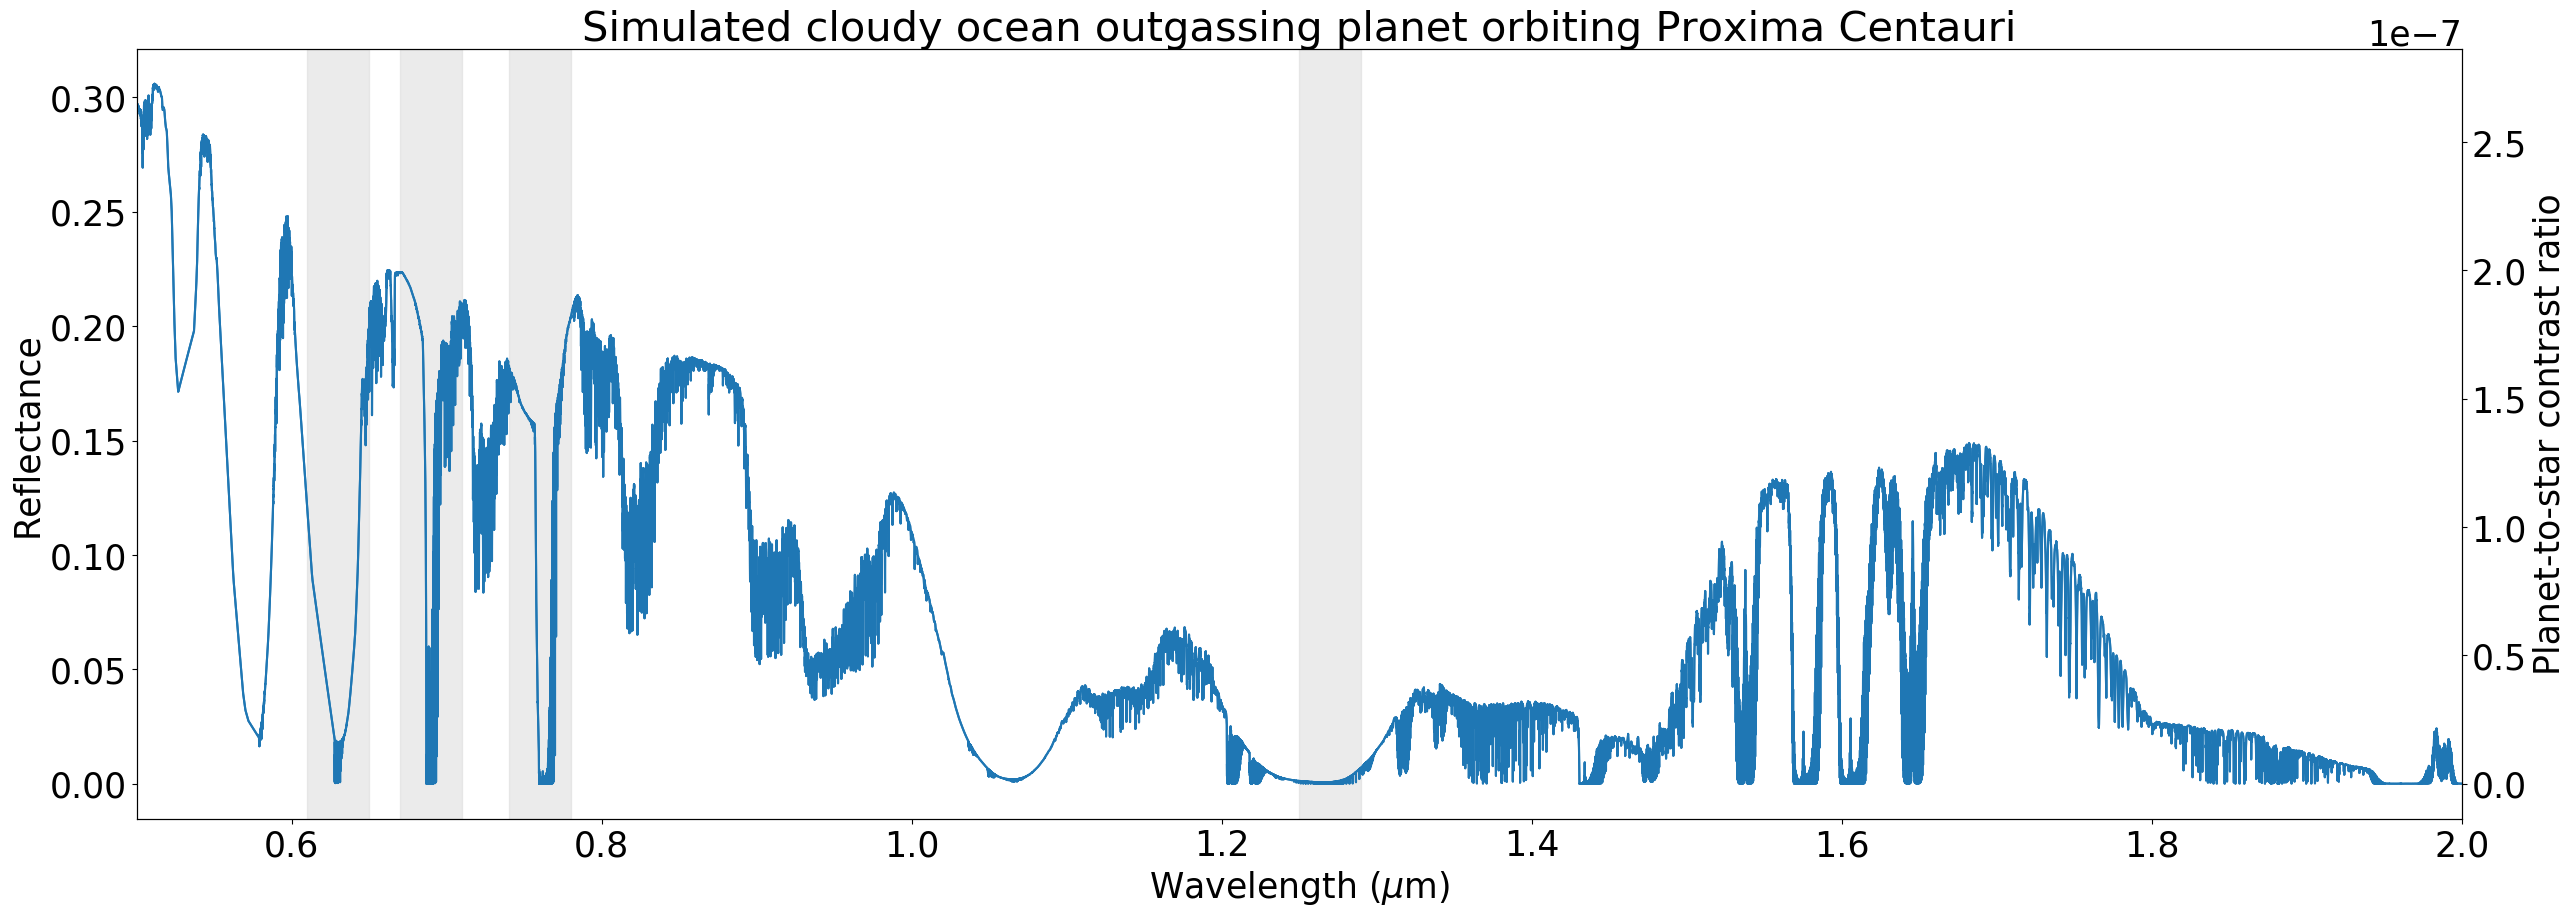 Simulated cloudy ocean outgassing planet orbiting Proxima Centauri
1e−7
0.30
0.25
0.20
0.15
0.10
0.05
0.00
Reflectance
2.5
2.0
1.5
1.0
0.5
0.0
Planet-to-star contrast ratio
0.6 0.8 1.0 1.2 1.4 1.6 1.8 2.0
Wavelength (μm)